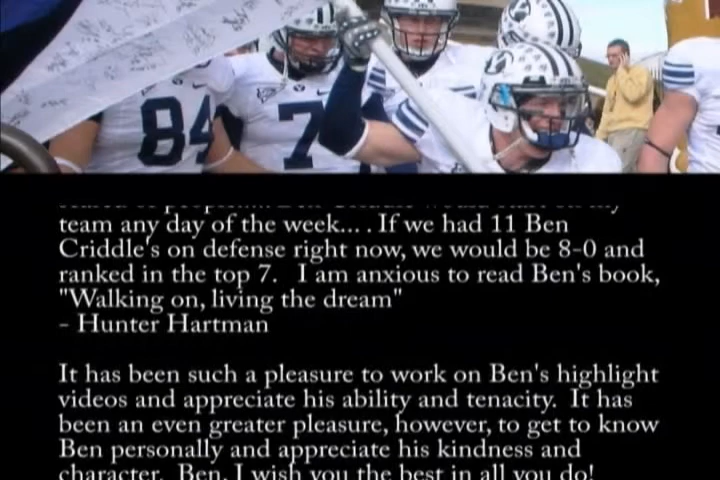 84
7
team any day of the week... . If we had 11 Ben
Criddle's on defense right now, we would be 8-0 and
ranked in the top 7. I am anxious to read Ben's book,
"Walking on, living the dream"
- Hunter Hartman
It has been such a pleasure to work on Ben's highlight
videos and appreciate his ability and tenacity. It has
been an even greater pleasure, however, to get to know
Ben personally and appreciate his kindness and
character. Ben, I wish you the best in all you do!